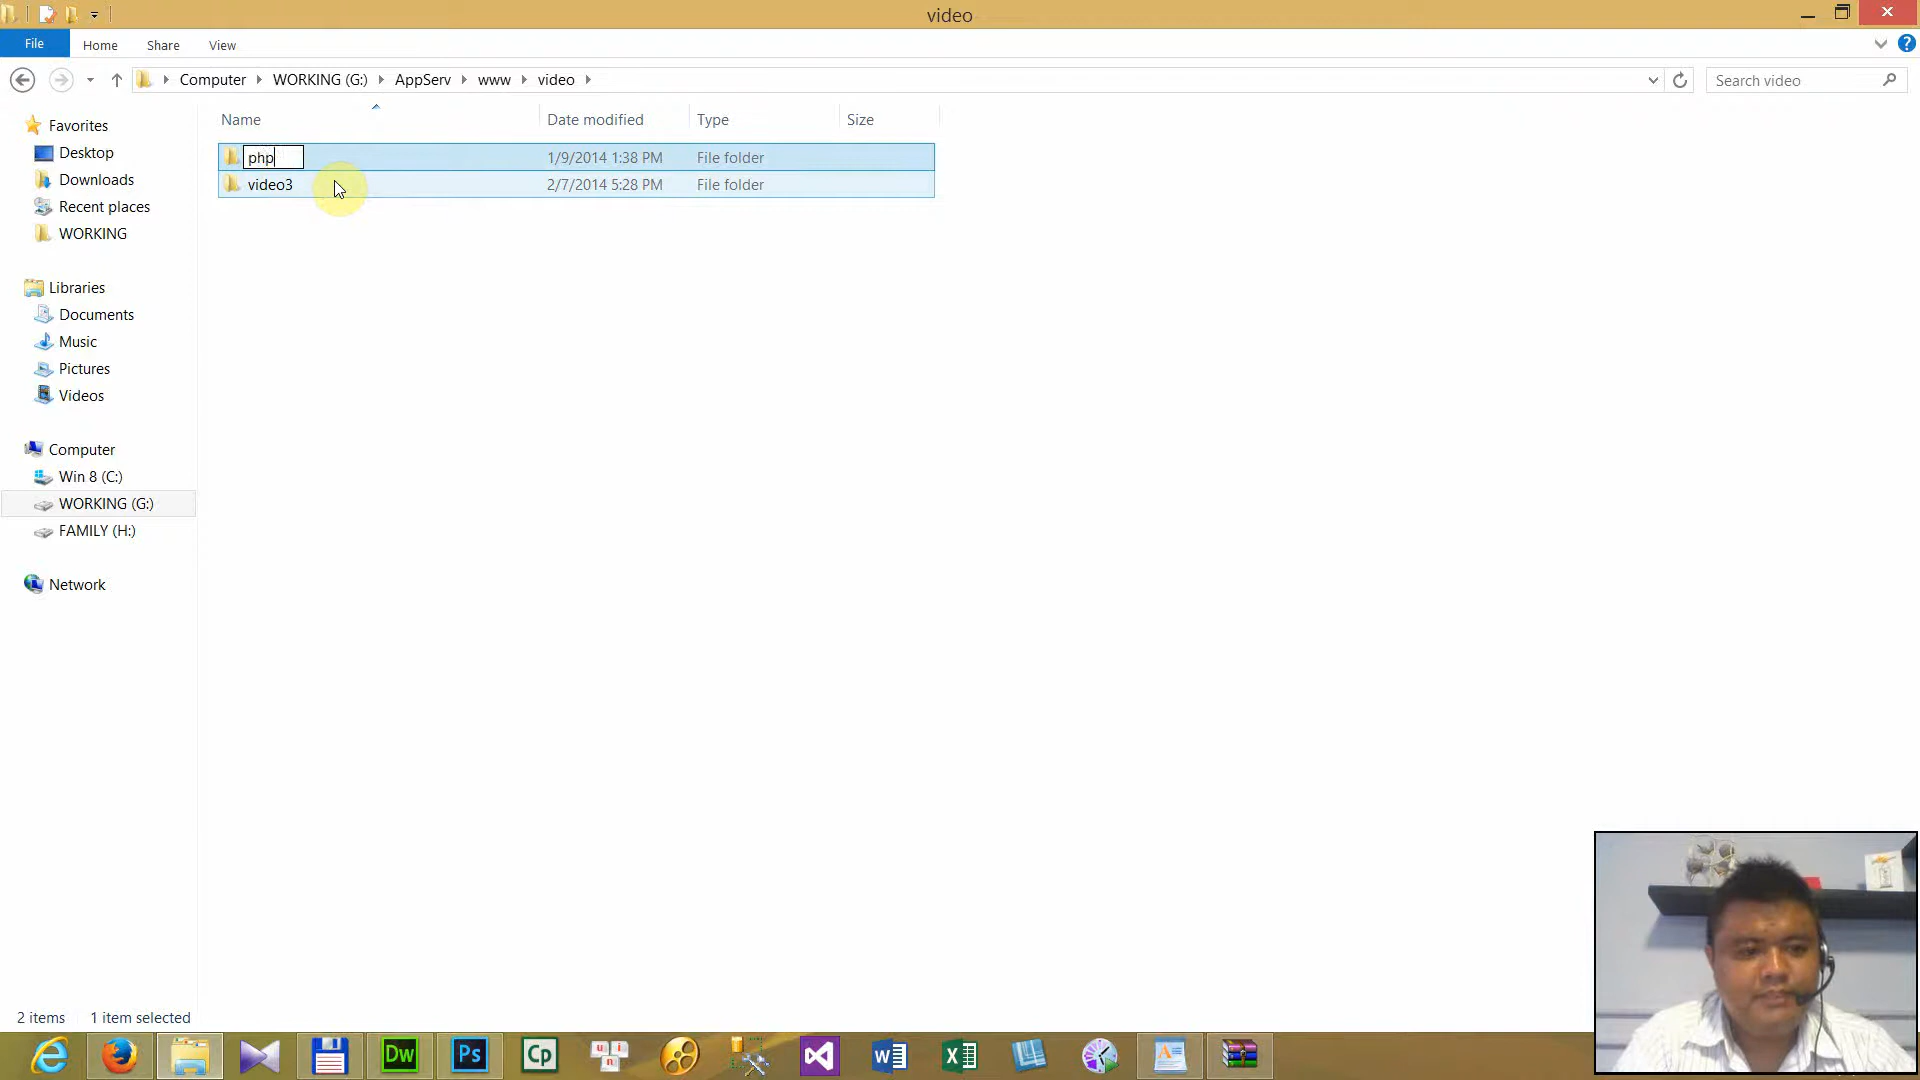 video
File Home Share View
Computer WORKING (G:) AppServ www video
Search video
Name Date modified Type Size
php 1/9/2014 1:38 PM File folder
video3 2/7/2014 5:28 PM File folder
Favorites
Desktop
Downloads
Recent places
WORKING
Libraries
Documents
Music
Pictures
Videos
Computer
Win 8 (C:)
WORKING (G:)
FAMILY (H:)
Network
2 items 1 item selected
Dw Ps Cp